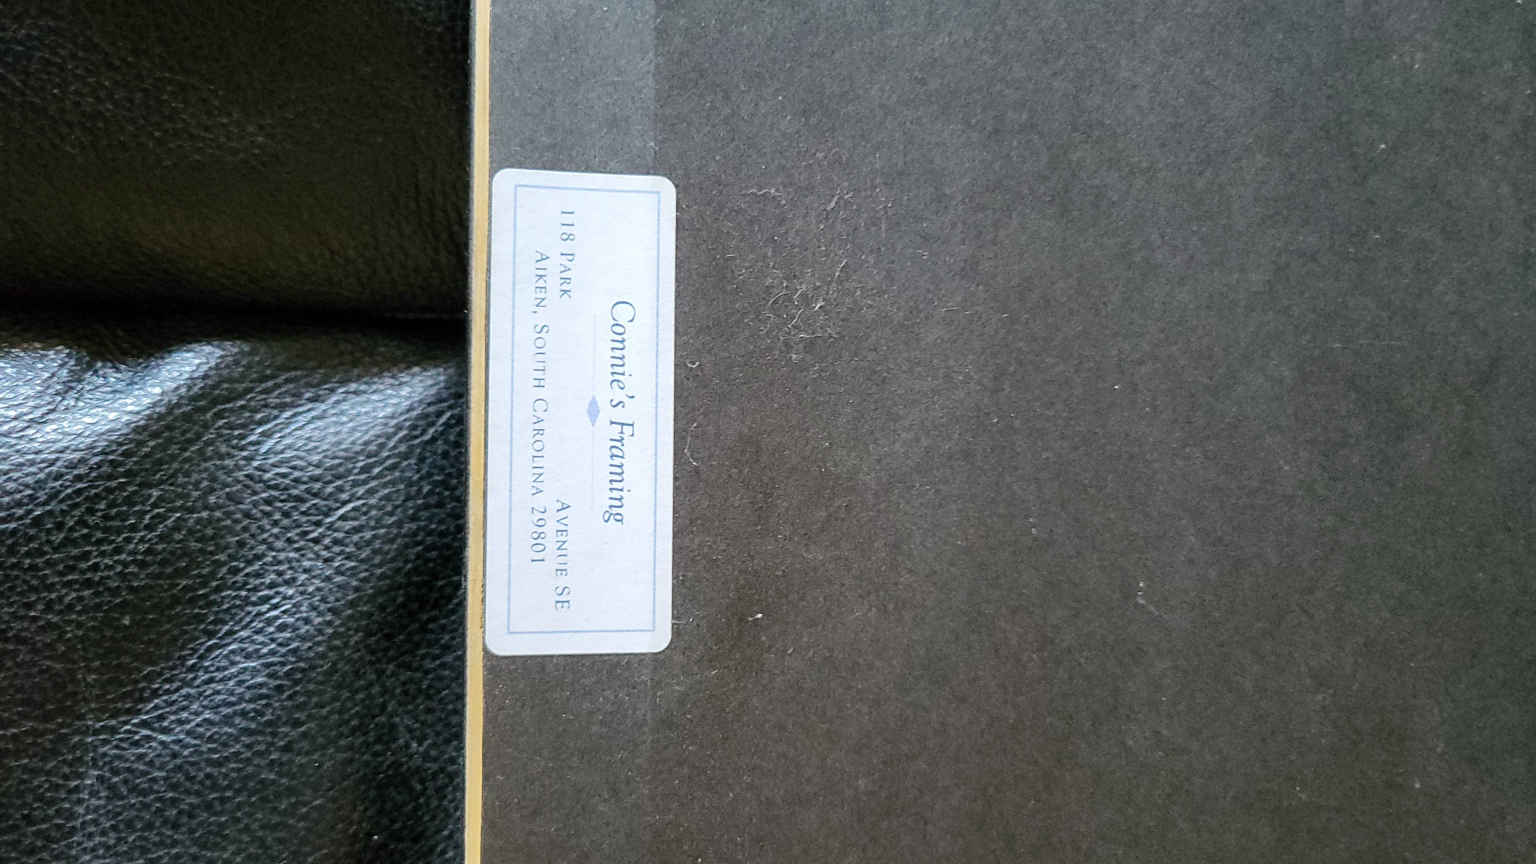 Connie's Framing
118 PARK AVENUE SE
AIKEN, SOUTH CAROLINA 29801